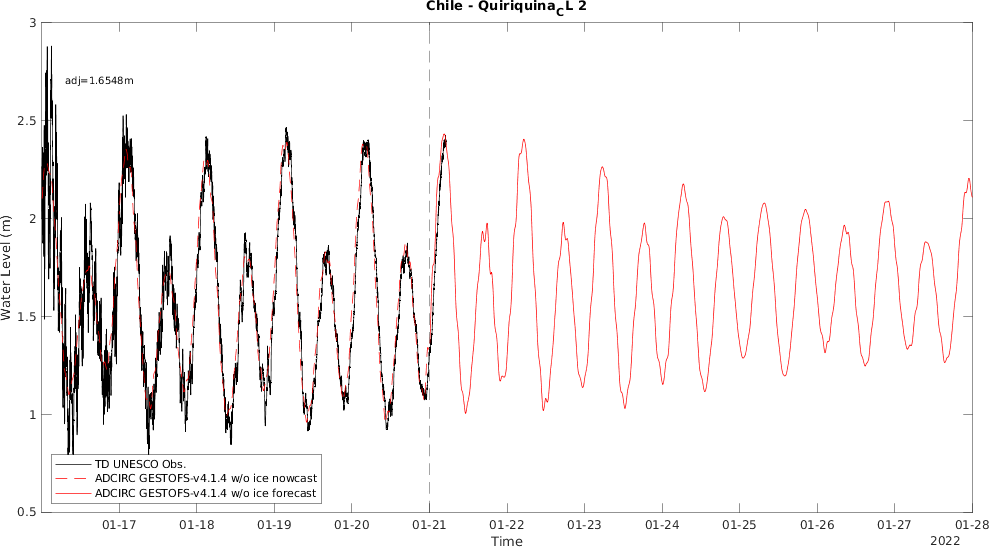 Chile - Quiriquina_CL 2
3
adj=1.6548m
2.5
2
1.5
1
0.5
Water Level (m)
TD UNESCO Obs.
ADCIRC GESTOFS-v4.1.4 w/o ice nowcast
ADCIRC GESTOFS-v4.1.4 w/o ice forecast
01-17 01-18 01-19 01-20 01-21 01-22 01-23 01-24 01-25 01-26 01-27 01-28
Time
2022